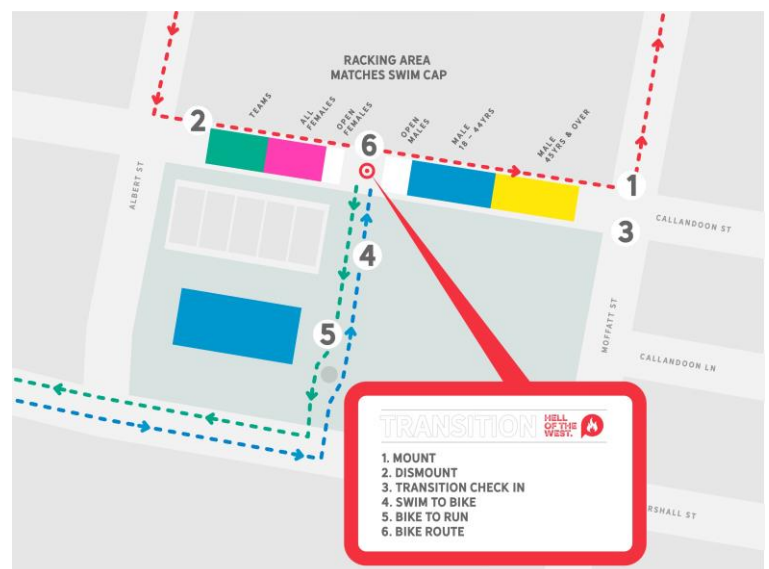 RACKING AREA
MATCHES SWIM CAP
TEAMS
ALL
FEMALES
OPEN
FEMALES
OPEN
MALES
MALE
18 - 44YRS
MALE
45YRS & OVER
2
6
1
3
4
5
ALBERT ST
CALLANDOON ST
MOFFATT ST
CALLANDOON LN
RSHALL ST
TRANSITION
HELL
OF THE
WEST.
1. MOUNT
2. DISMOUNT
3. TRANSITION CHECK IN
4. SWIM TO BIKE
5. BIKE TO RUN
6. BIKE ROUTE